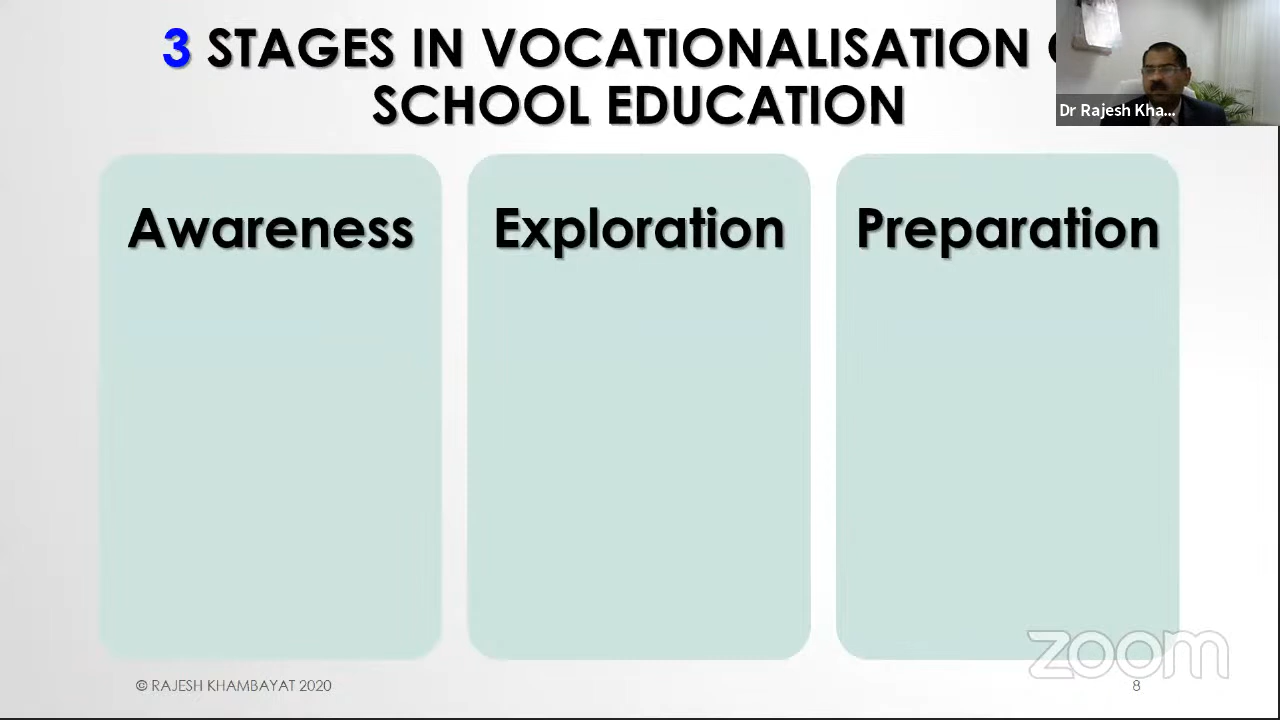 3 STAGES IN VOCATIONALISATION
SCHOOL EDUCATION
Dr Rajesh Kha...
Awareness
Exploration
Preparation
zoom
© RAJESH KHAMBAYAT 2020
8